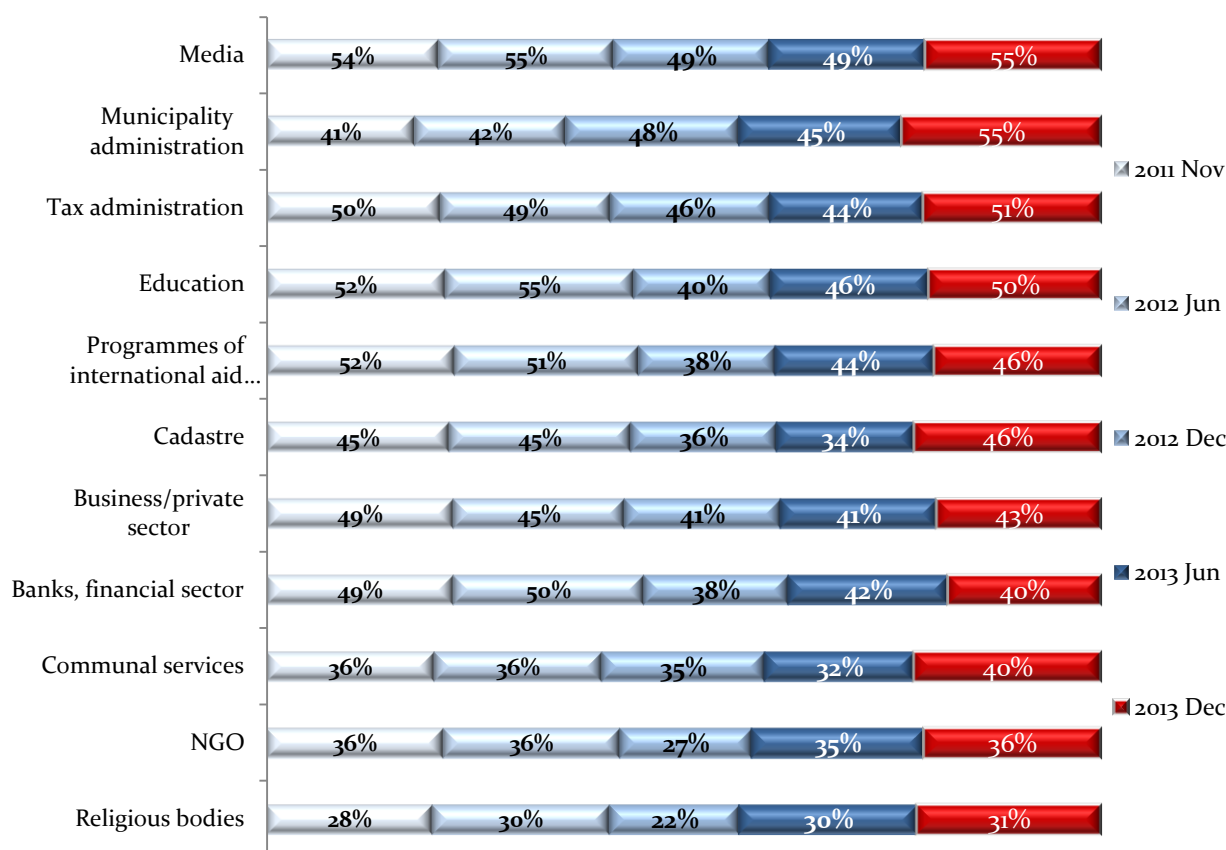 Media
54% 55% 49% 49% 55%
Municipality
administration
41% 42% 48% 45% 55%
2011 Nov
Tax administration
50% 49% 46% 44% 51%
Education
52% 55% 40% 46% 50%
2012 Jun
Programmes of
international aid...
52% 51% 38% 44% 46%
Cadastre
45% 45% 36% 34% 46%
2012 Dec
Business/private
sector
49% 45% 41% 41% 43%
Banks, financial sector
49% 50% 38% 42% 40%
2013 Jun
Communal services
36% 36% 35% 32% 40%
2013 Dec
NGO
36% 36% 27% 35% 36%
Religious bodies
28% 30% 22% 30% 31%